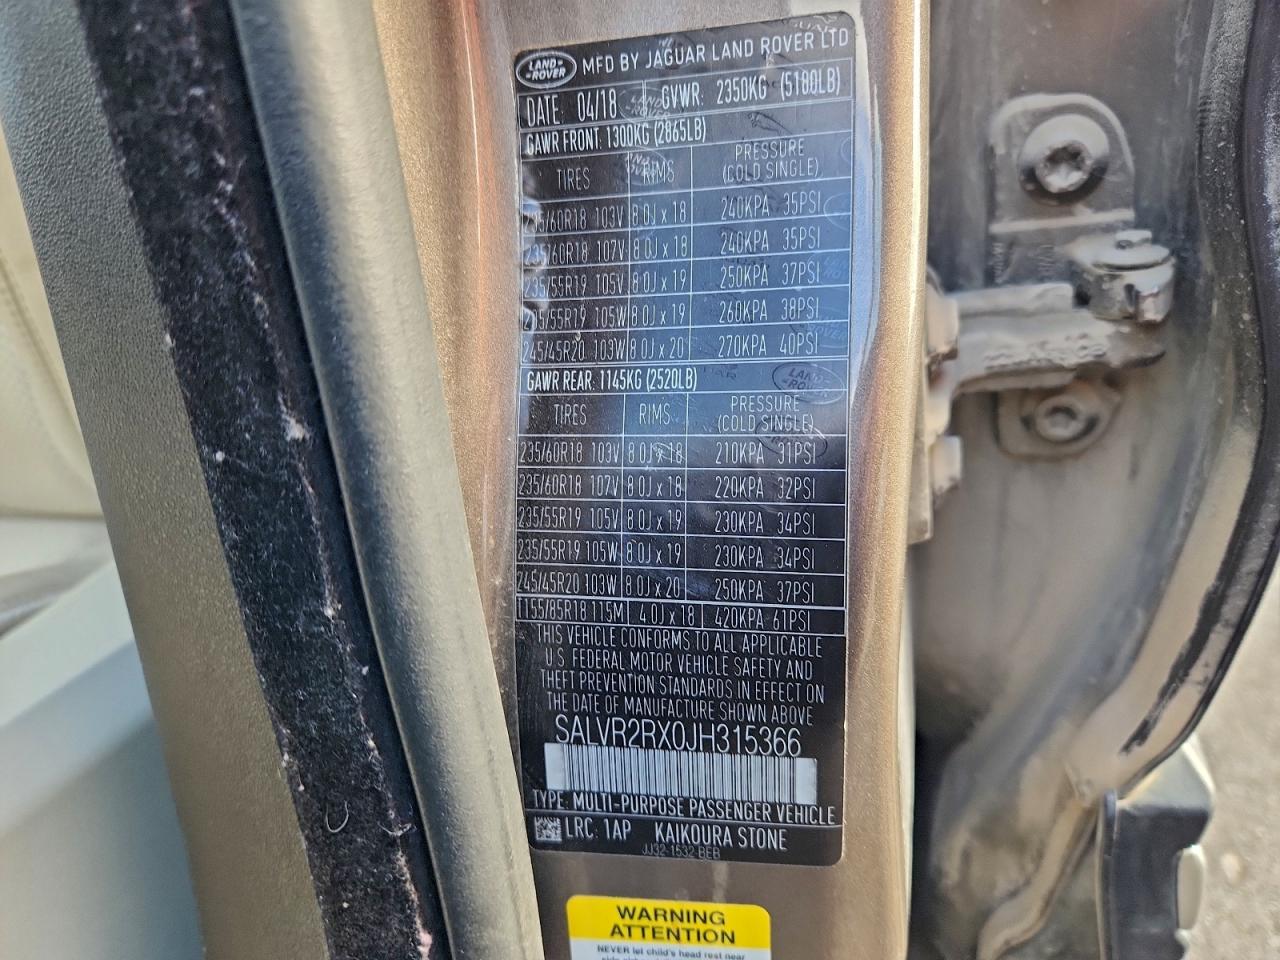 LAND-ROVER MFD BY JAGUAR LAND ROVER LTD
DATE: 04/18 GVWR: 2350KG (5180LB)
GAWR FRONT: 1300KG (2865LB)
TIRES RIMS PRESSURE (COLD SINGLE)
235/60R18 103V 8.0J x 18 240KPA 35PSI
235/60R18 107V 8.0J x 18 240KPA 35PSI
235/55R19 105V 8.0J x 19 250KPA 37PSI
235/55R19 105W 8.0J x 19 260KPA 38PSI
245/45R20 103W 8.0J x 20 270KPA 40PSI
GAWR REAR: 1145KG (2520LB)
TIRES RIMS PRESSURE (COLD SINGLE)
235/60R18 103V 8.0J x 18 210KPA 31PSI
235/60R18 107V 8.0J x 18 220KPA 32PSI
235/55R19 105V 8.0J x 19 230KPA 34PSI
235/55R19 105W 8.0J x 19 230KPA 34PSI
245/45R20 103W 8.0J x 20 250KPA 37PSI
T155/85R18 115M 4.0J x 18 420KPA 61PSI
THIS VEHICLE CONFORMS TO ALL APPLICABLE
U.S. FEDERAL MOTOR VEHICLE SAFETY AND
THEFT PREVENTION STANDARDS IN EFFECT ON
THE DATE OF MANUFACTURE SHOWN ABOVE
SALVR2RX0JH315366
TYPE: MULTI-PURPOSE PASSENGER VEHICLE
LRC: 1AP KAIKOURA STONE
JJ32-1532-BEB
WARNING
ATTENTION
NEVER let child's head rest near